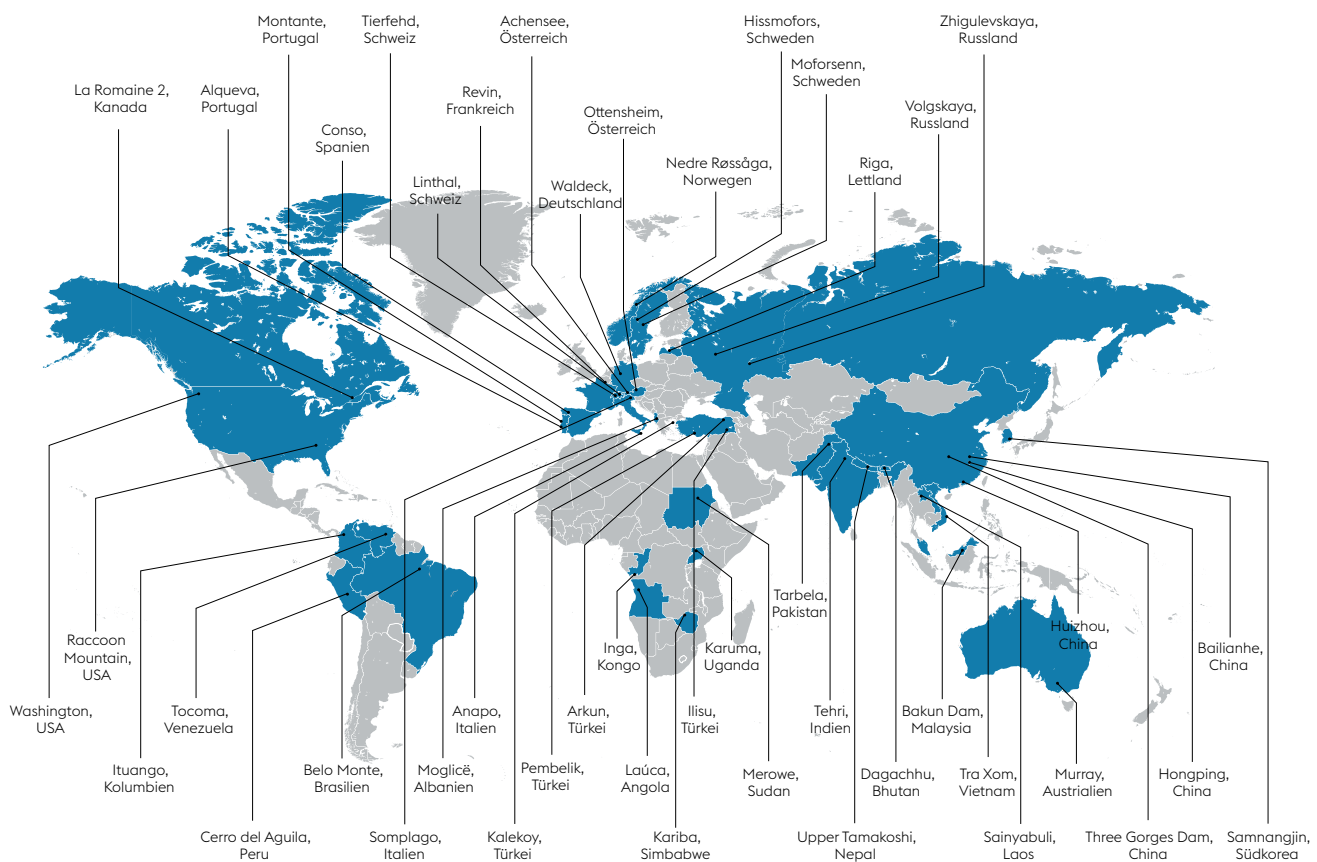 Montante,
Portugal
Tierfehd,
Schweiz
Achensee,
Österreich
Hissmofors,
Schweden
Zhigulevskaya,
Russland
Moforsenn,
Schweden
La Romaine 2,
Kanada
Alqueva,
Portugal
Revin,
Frankreich
Ottensheim,
Österreich
Volgskaya,
Russland
Conso,
Spanien
Nedre Røssåga,
Norwegen
Riga,
Lettland
Linthal,
Schweiz
Waldeck,
Deutschland
Tarbela,
Pakistan
Raccoon
Mountain,
USA
Inga,
Kongo
Karuma,
Uganda
Huizhou,
China
Bailianhe,
China
Washington,
USA
Tocoma,
Venezuela
Anapo,
Italien
Arkun,
Türkei
Ilisu,
Türkei
Tehri,
Indien
Bakun Dam,
Malaysia
Ituango,
Kolumbien
Belo Monte,
Brasilien
Moglicë,
Albanien
Pembelik,
Türkei
Laúca,
Angola
Merowe,
Sudan
Dagachhu,
Bhutan
Tra Xom,
Vietnam
Murray,
Austrialien
Hongping,
China
Cerro del Aguila,
Peru
Somplago,
Italien
Kalekoy,
Türkei
Kariba,
Simbabwe
Upper Tamakoshi,
Nepal
Sainyabuli,
Laos
Three Gorges Dam,
China
Samnangjin,
Südkorea